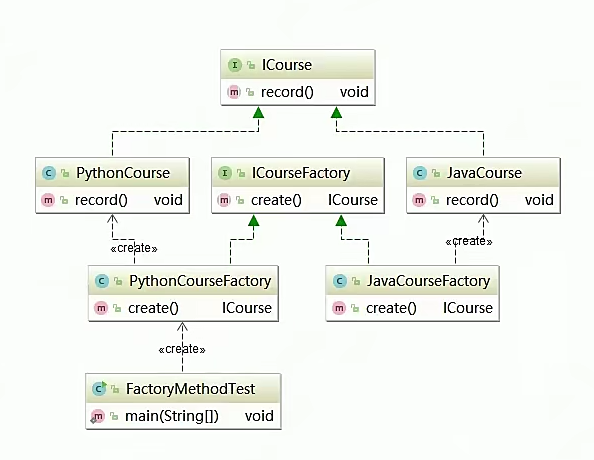 I ICourse
m record() void
C PythonCourse
m record() void
I ICourseFactory
m create() ICourse
C JavaCourse
m record() void
«create»
«create»
C PythonCourseFactory
m create() ICourse
C JavaCourseFactory
m create() ICourse
«create»
C FactoryMethodTest
m main(String[]) void